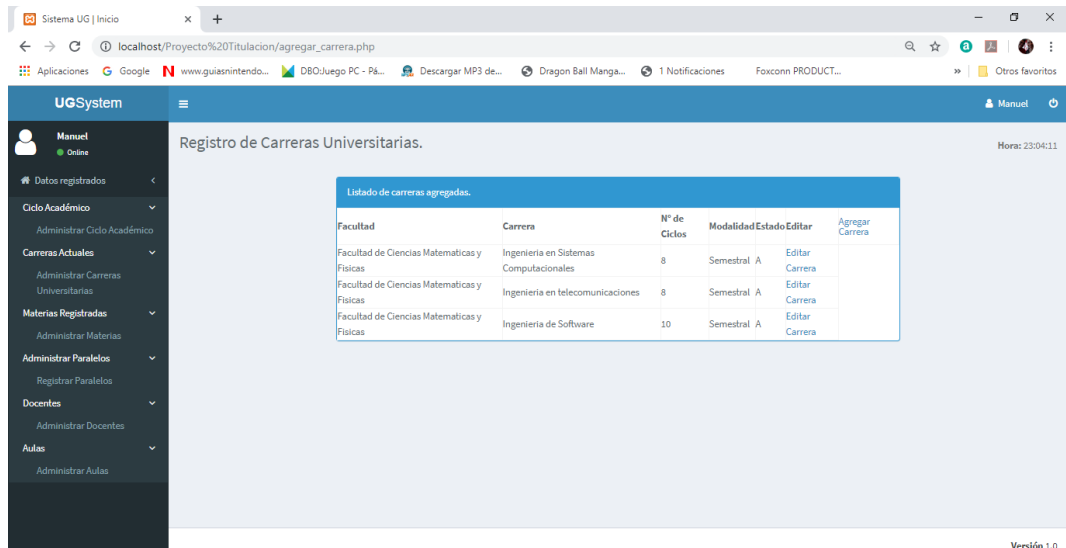 Sistema UG | Inicio
localhost/Proyecto%20Titulacion/agregar_carrera.php
Aplicaciones
Google
www.guiasnintendo...
DBO:Juego PC - Pá...
Descargar MP3 de...
Dragon Ball Manga...
1 Notificaciones
Foxconn PRODUCT...
»
Otros favoritos
UGSystem
Manuel
Manuel
Online
Registro de Carreras Universitarias.
Hora: 23:04:11
Datos registrados
Ciclo Académico
Administrar Ciclo Académico
Carreras Actuales
Administrar Carreras
Universitarias
Materias Registradas
Administrar Materias
Administrar Paralelos
Registrar Paralelos
Docentes
Administrar Docentes
Aulas
Administrar Aulas
Listado de carreras agregadas.
Facultad
Carrera
N° de
Ciclos
Modalidad
Estado
Editar
Agregar
Carrera
Facultad de Ciencias Matematicas y
Fisicas
Ingenieria en Sistemas
Computacionales
8
Semestral
A
Editar
Carrera
Facultad de Ciencias Matematicas y
Fisicas
Ingenieria en telecomunicaciones
8
Semestral
A
Editar
Carrera
Facultad de Ciencias Matematicas y
Fisicas
Ingenieria de Software
10
Semestral
A
Editar
Carrera
Versión 1.0